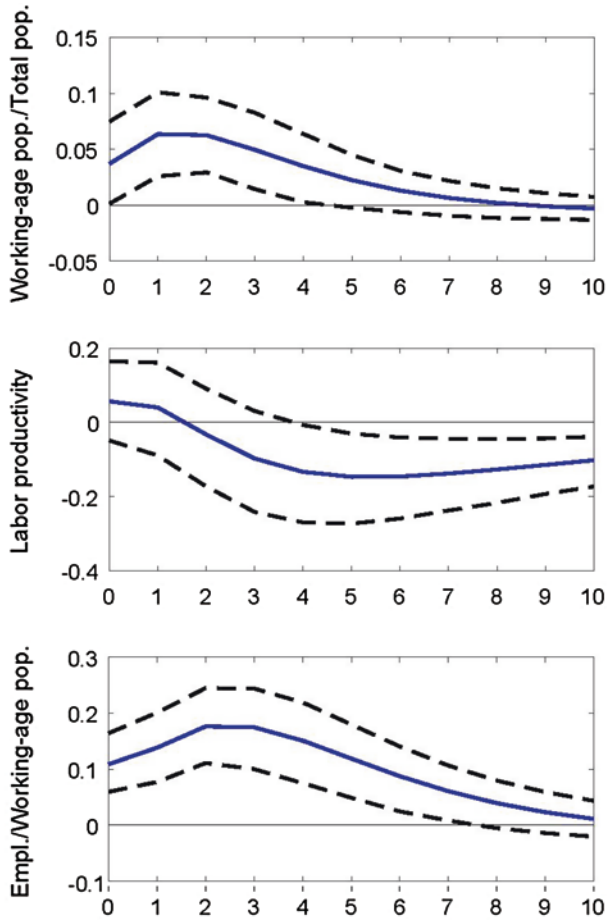 Working-age pop./Total pop.
0.15
0.1
0.05
0
-0.05
0 1 2 3 4 5 6 7 8 9 10
Labor productivity
0.2
0
-0.2
-0.4
0 1 2 3 4 5 6 7 8 9 10
Empl./Working-age pop.
0.3
0.2
0.1
0
-0.1
0 1 2 3 4 5 6 7 8 9 10